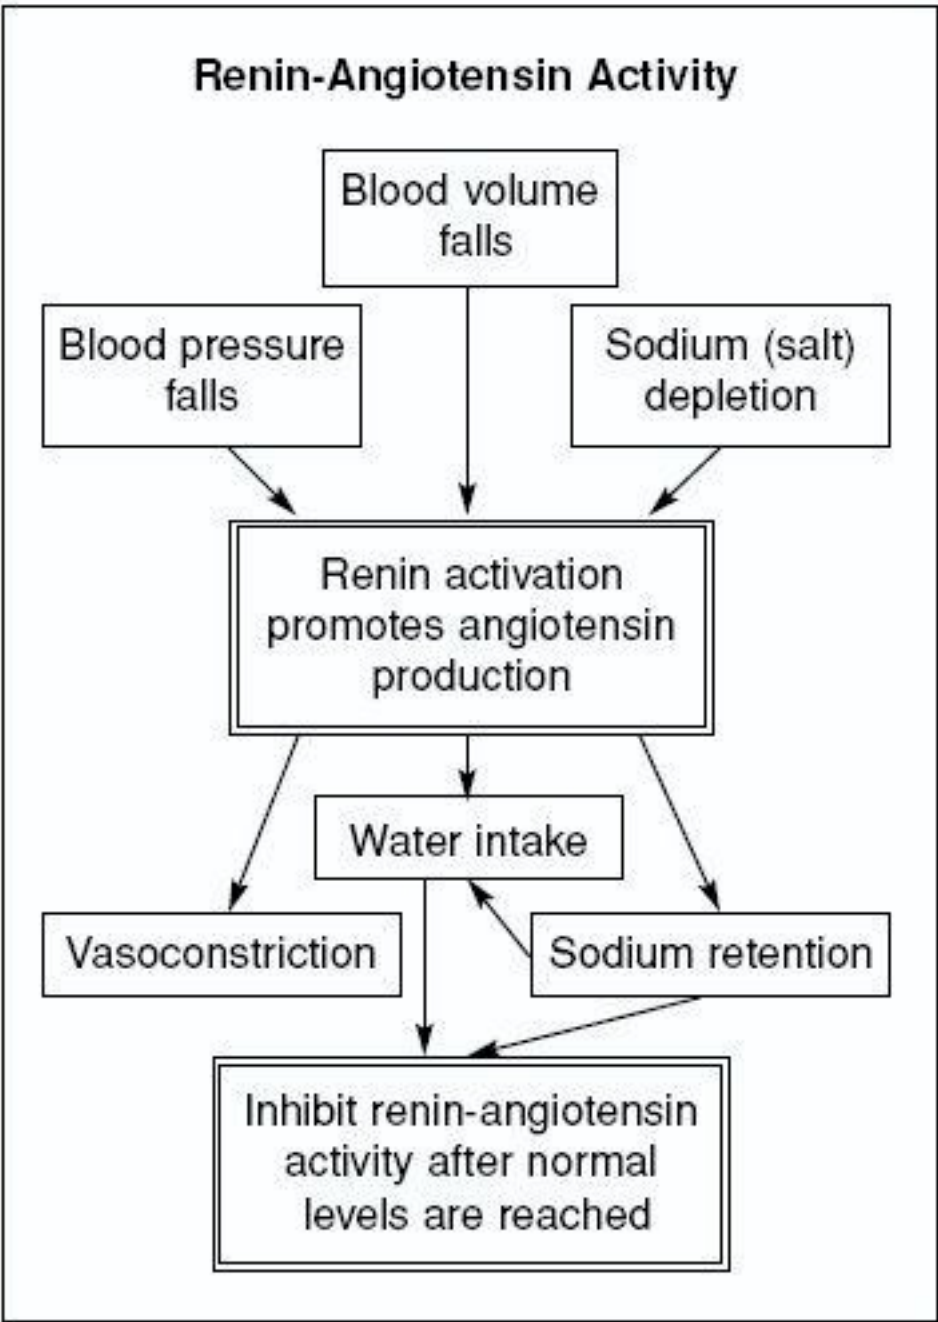 Renin-Angiotensin Activity
Blood volume
falls
Blood pressure
falls
Sodium (salt)
depletion
Renin activation
promotes angiotensin
production
Water intake
Vasoconstriction
Sodium retention
Inhibit renin-angiotensin
activity after normal
levels are reached